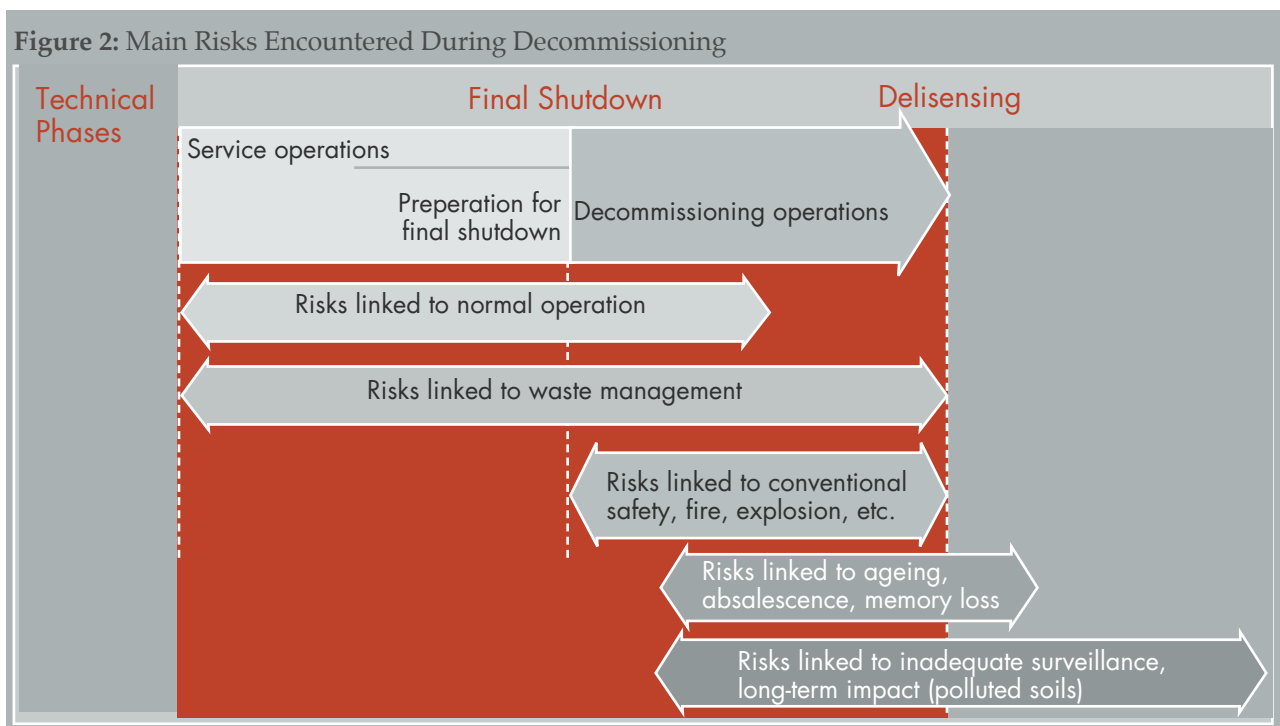 Figure 2: Main Risks Encountered During Decommissioning
Technical
Phases
Final Shutdown
Delisensing
Service operations
Preperation for
final shutdown
Decommissioning operations
Risks linked to normal operation
Risks linked to waste management
Risks linked to conventional
safety, fire, explosion, etc.
Risks linked to ageing,
absalescence, memory loss
Risks linked to inadequate surveillance,
long-term impact (polluted soils)